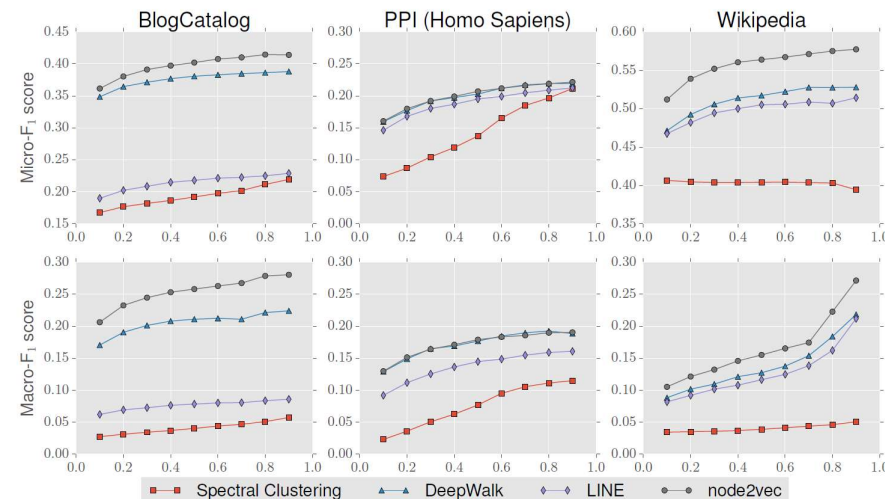 BlogCatalog PPI (Homo Sapiens) Wikipedia
Micro-F1 score
0.45 0.30 0.60
0.40 0.25 0.55
0.35 0.20 0.50
0.30 0.15 0.45
0.25 0.10 0.40
0.20 0.05
0.15 0.00 0.35
0.0 0.2 0.4 0.6 0.8 1.0 0.0 0.2 0.4 0.6 0.8 1.0 0.0 0.2 0.4 0.6 0.8 1.0
Macro-F1 score
0.30 0.30 0.30
0.25 0.25 0.25
0.20 0.20 0.20
0.15 0.15 0.15
0.10 0.10 0.10
0.05 0.05 0.05
0.00 0.00 0.00
0.0 0.2 0.4 0.6 0.8 1.0 0.0 0.2 0.4 0.6 0.8 1.0 0.0 0.2 0.4 0.6 0.8 1.0
Spectral Clustering DeepWalk LINE node2vec